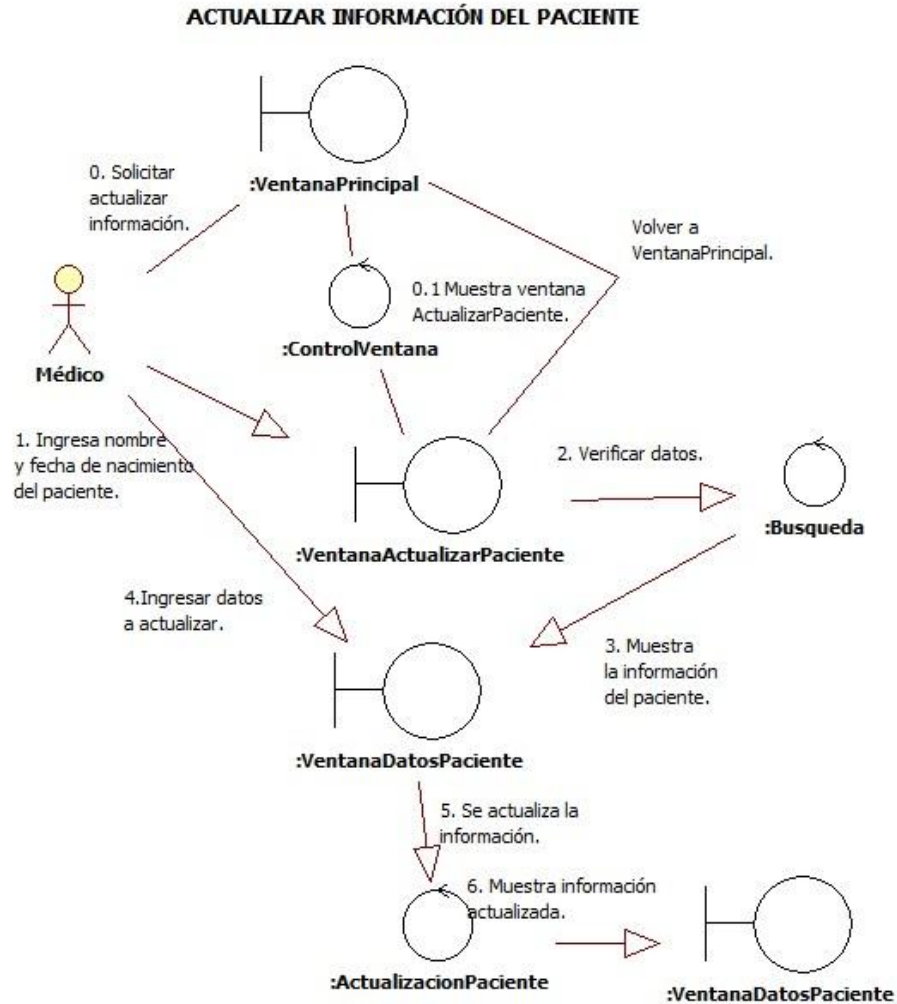 ACTUALIZAR INFORMACIÓN DEL PACIENTE
0. Solicitar
actualizar
información.
:VentanaPrincipal
Volver a
VentanaPrincipal.
0.1 Muestra ventana
ActualizarPaciente.
:ControlVentana
Médico
1. Ingresa nombre
y fecha de nacimiento
del paciente.
2. Verificar datos.
:Busqueda
:VentanaActualizarPaciente
4.Ingresar datos
a actualizar.
3. Muestra
la información
del paciente.
:VentanaDatosPaciente
5. Se actualiza la
información.
6. Muestra información
actualizada.
:ActualizacionPaciente
:VentanaDatosPaciente